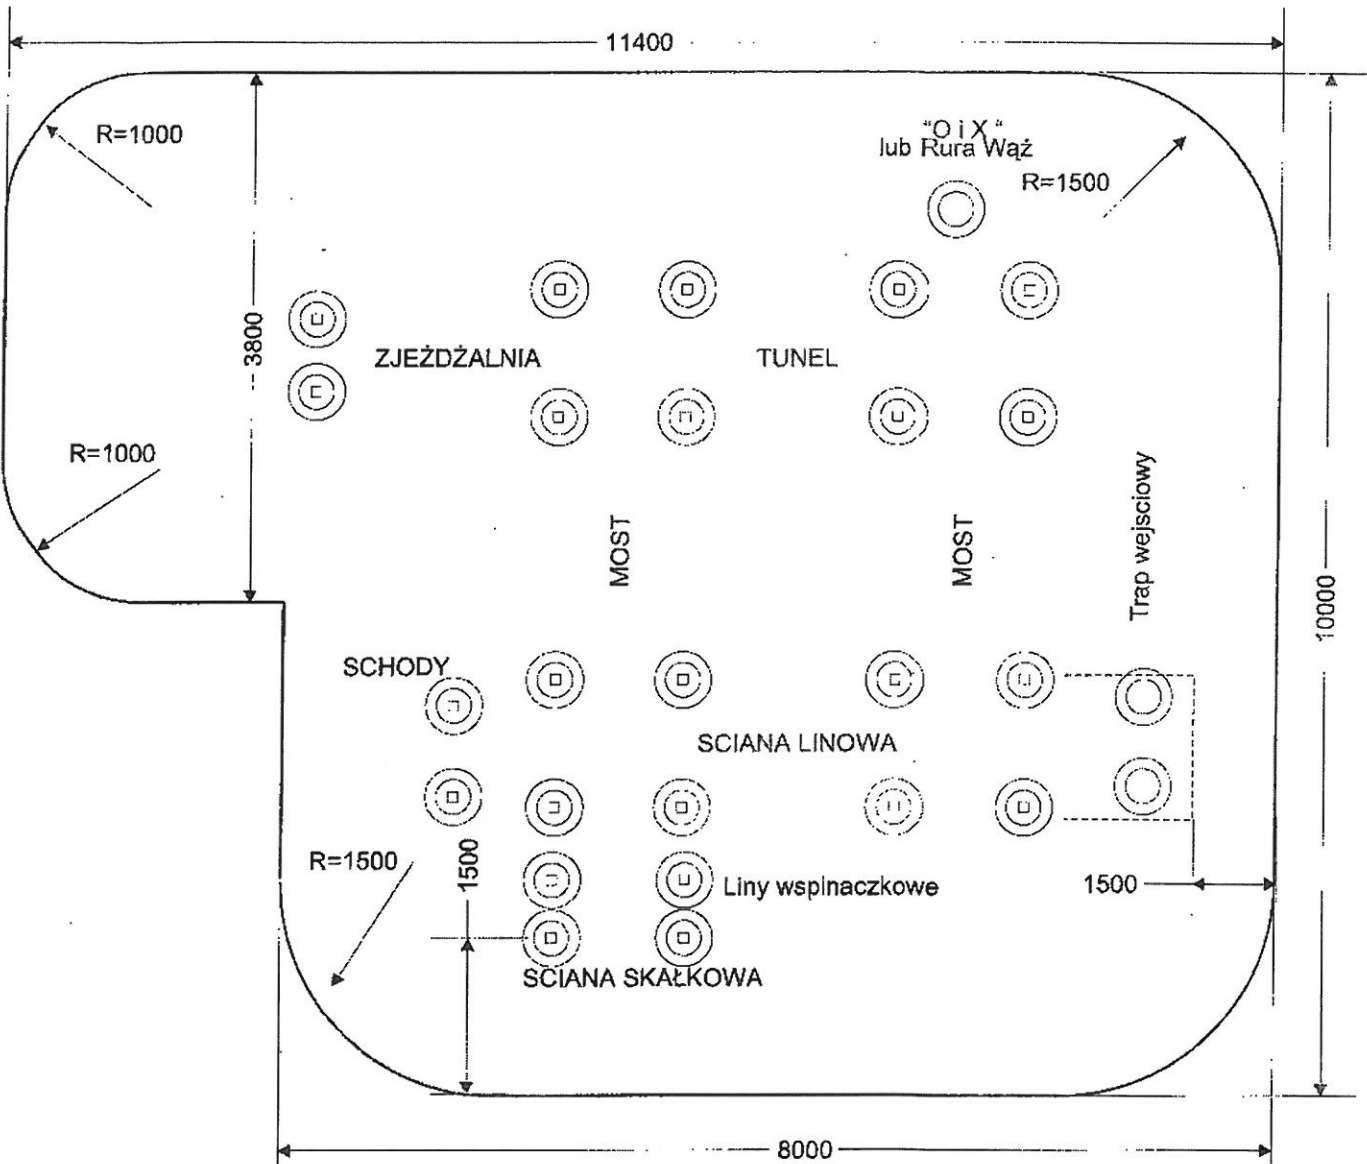 11400
R=1000
"O i X "
lub Rura Wąż
R=1500
3800
ZJEŻDŻALNIA
TUNEL
R=1000
MOST
MOST
Trap wejsciowy
10000
SCHODY
SCIANA LINOWA
R=1500
1500
Liny wspinaczkowe
1500
SCIANA SKAŁKOWA
8000